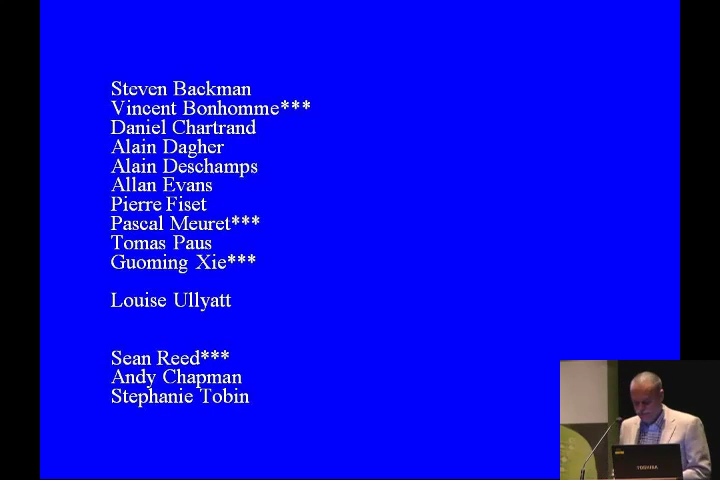 Steven Backman
Vincent Bonhomme***
Daniel Chartrand
Alain Dagher
Alain Deschamps
Allan Evans
Pierre Fiset
Pascal Meuret***
Tomas Paus
Guoming Xie***
Louise Ullyatt
Sean Reed***
Andy Chapman
Stephanie Tobin
TOSHIBA